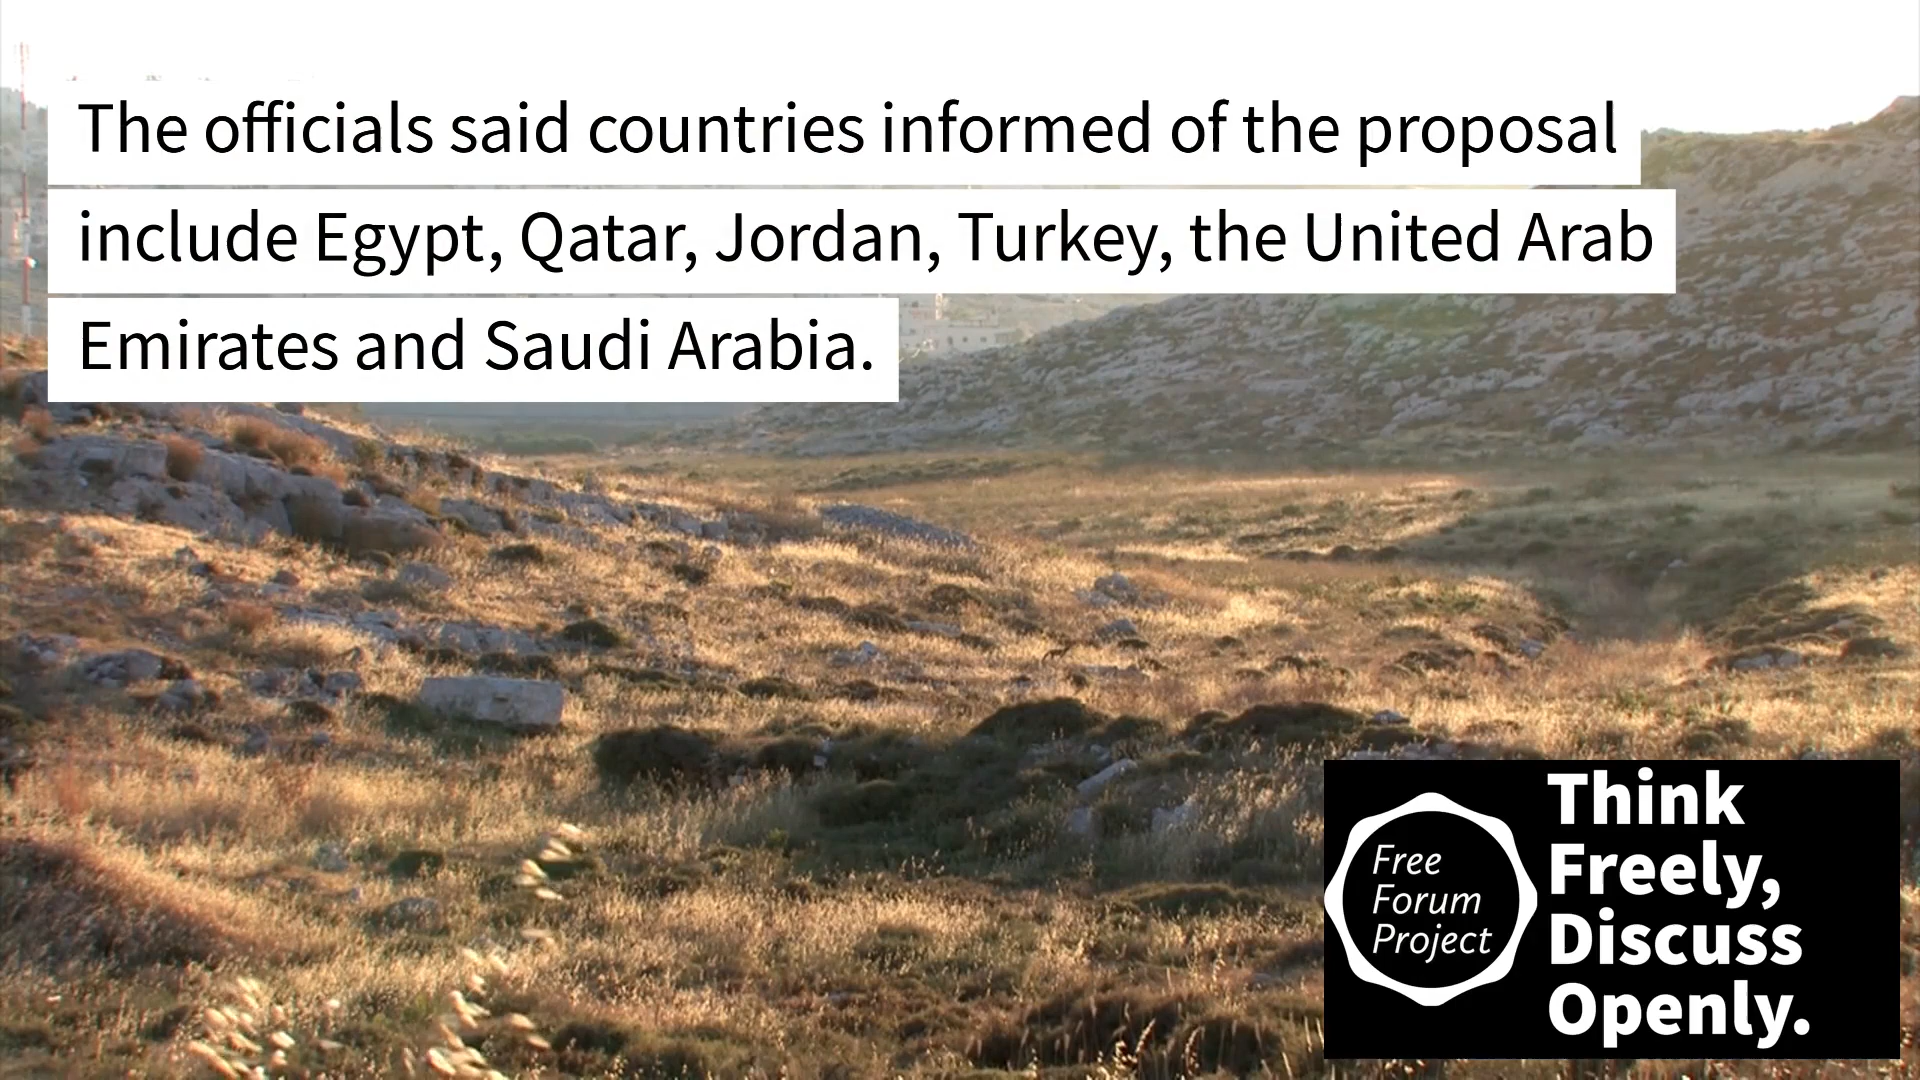 The officials said countries informed of the proposal
include Egypt, Qatar, Jordan, Turkey, the United Arab
Emirates and Saudi Arabia.
Free
Forum
Project
Think
Freely,
Discuss
Openly.